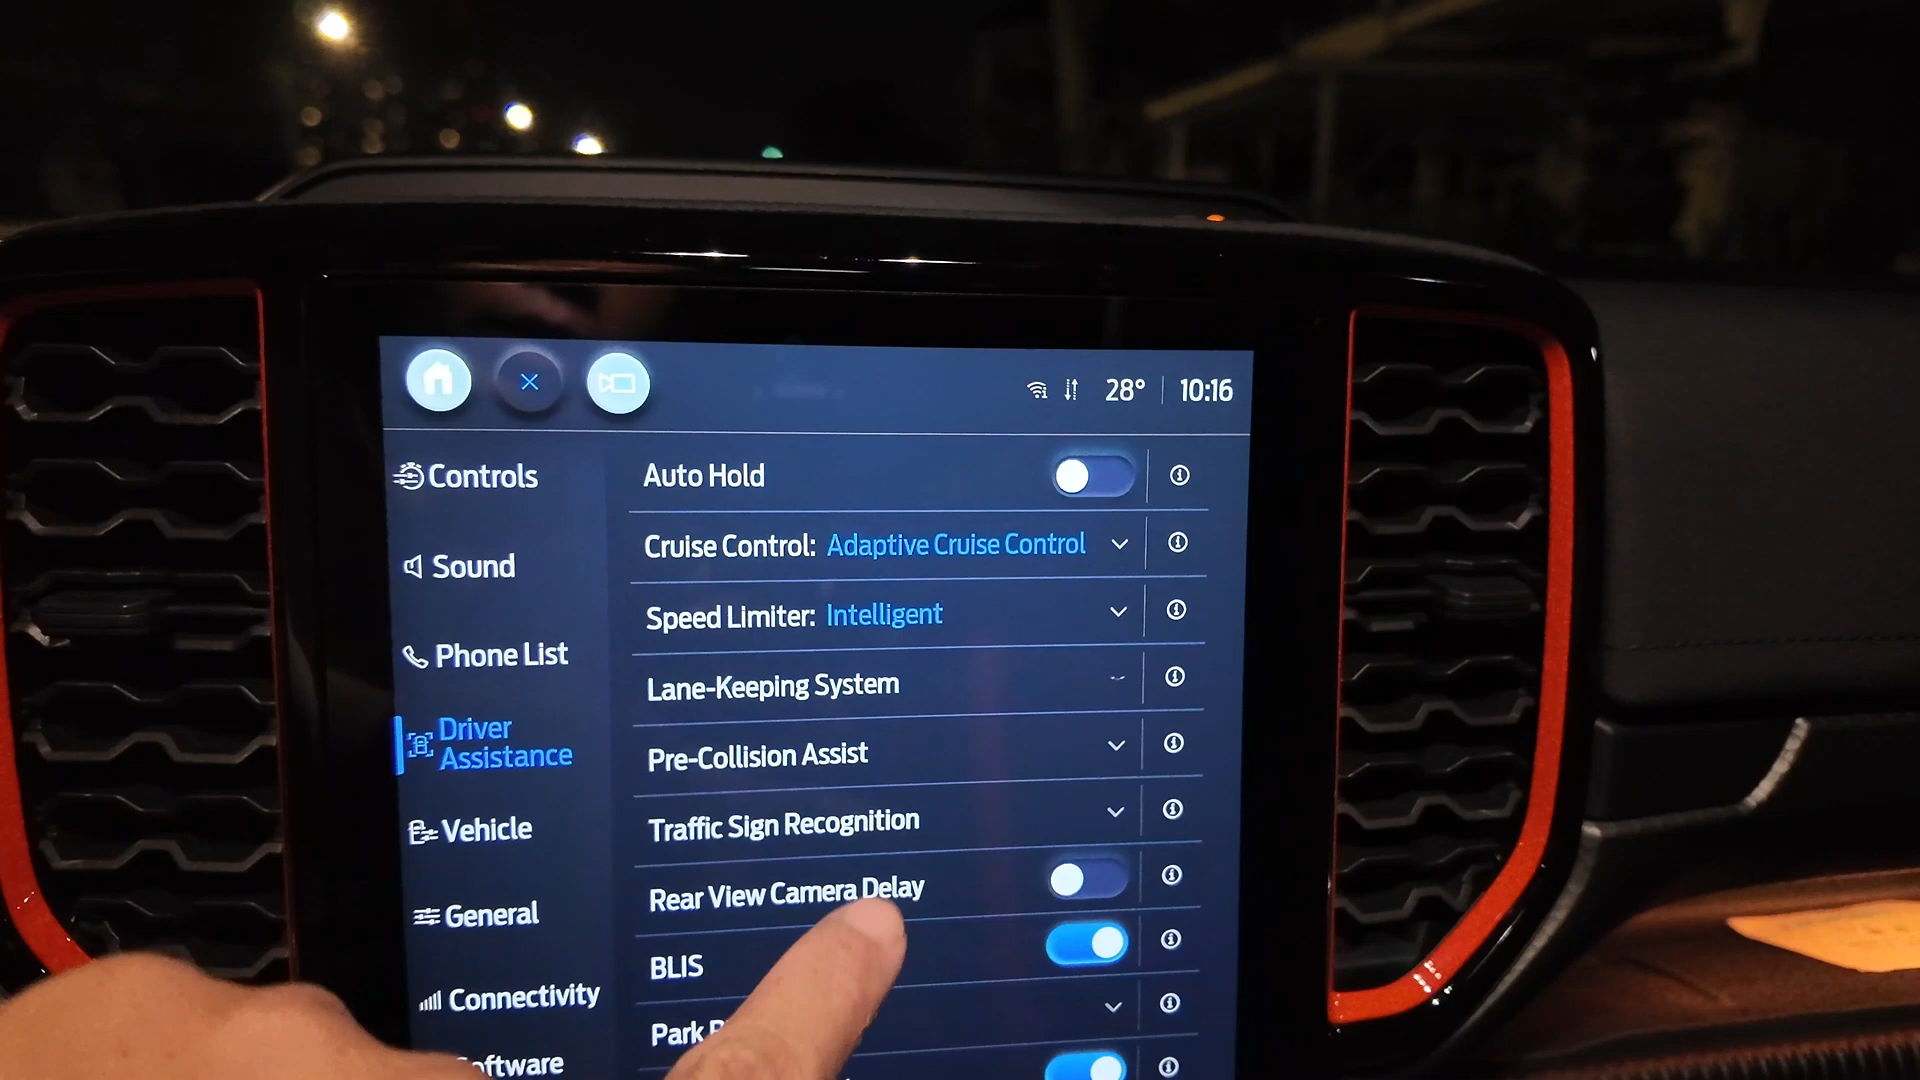 28° 10:16
Controls
Sound
Phone List
Driver
Assistance
Vehicle
General
Connectivity
Auto Hold
Cruise Control: Adaptive Cruise Control
Speed Limiter: Intelligent
Lane-Keeping System
Pre-Collision Assist
Traffic Sign Recognition
Rear View Camera Delay
BLIS
Park